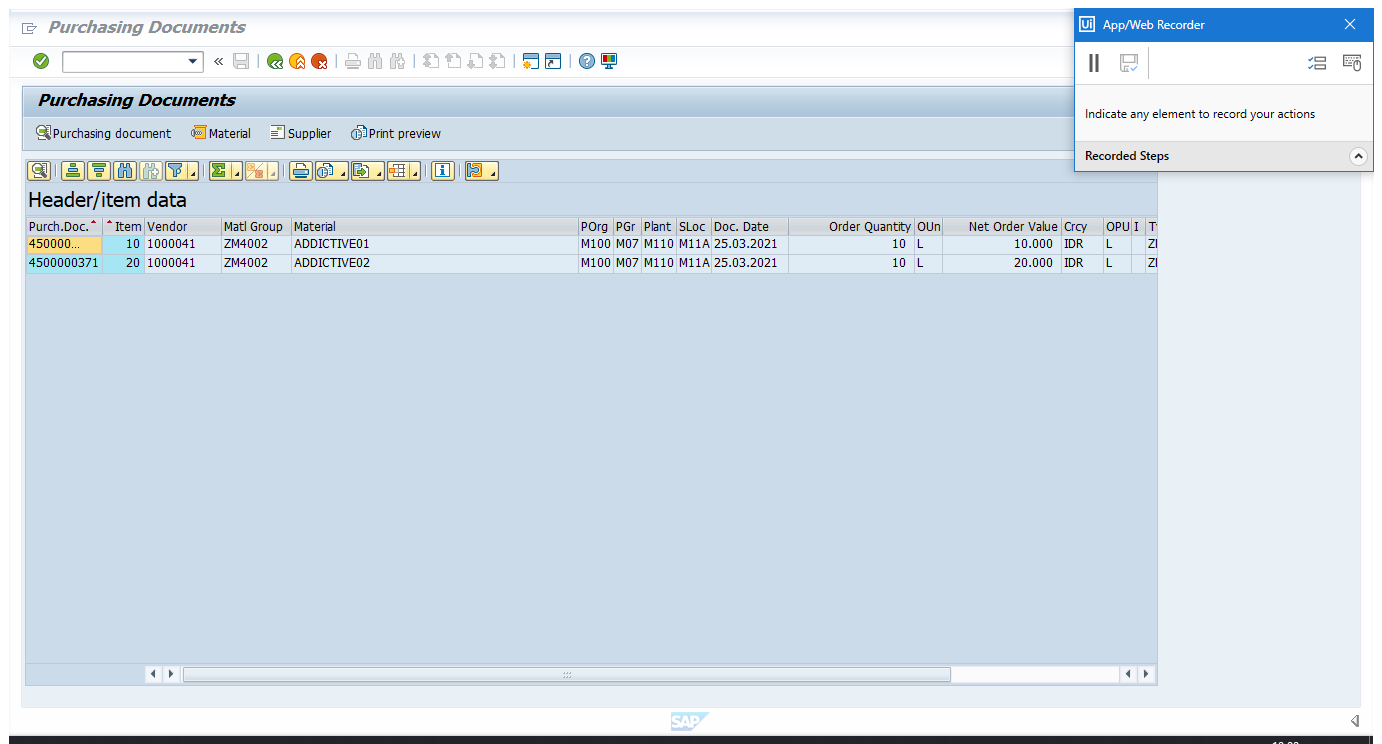 Purchasing Documents
Ui App/Web Recorder
Indicate any element to record your actions
Recorded Steps
Purchasing Documents
Purchasing document Material Supplier Print preview
Header/item data
Purch.Doc. Item Vendor Matl Group Material POrg PGr Plant SLoc Doc. Date Order Quantity OUn Net Order Value Crcy OPU I
450000... 10 1000041 ZM4002 ADDICTIVE01 M100 M07 M110 M11A 25.03.2021 10 L 10.000 IDR L
4500000371 20 1000041 ZM4002 ADDICTIVE02 M100 M07 M110 M11A 25.03.2021 10 L 20.000 IDR L
SAP